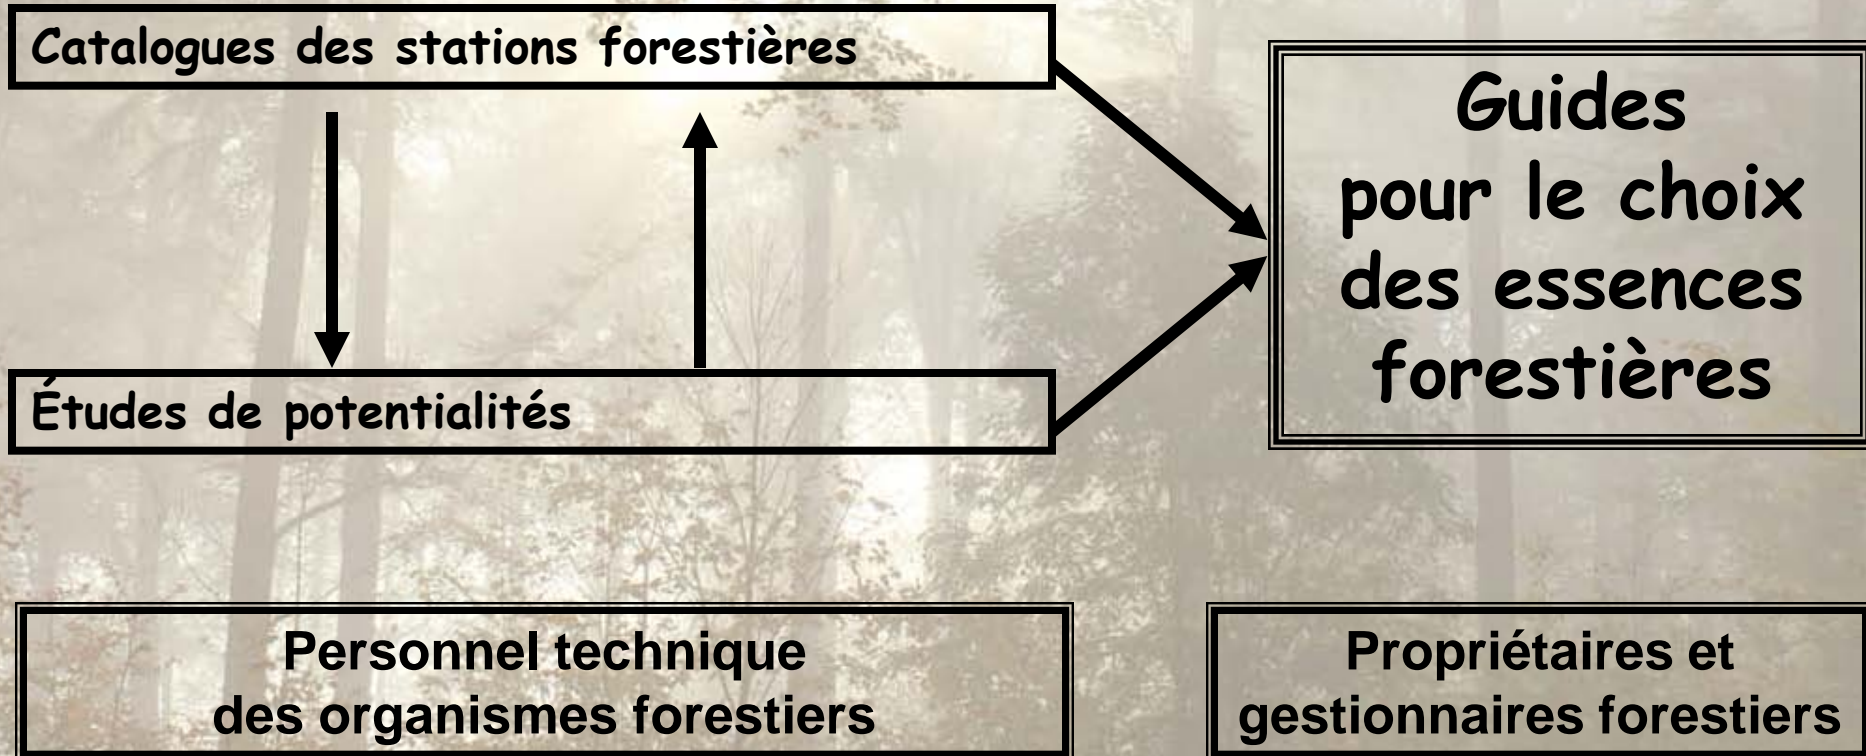 Catalogues des stations forestières
Études de potentialités
Guides
pour le choix
des essences
forestières
Personnel technique
des organismes forestiers
Propriétaires et
gestionnaires forestiers